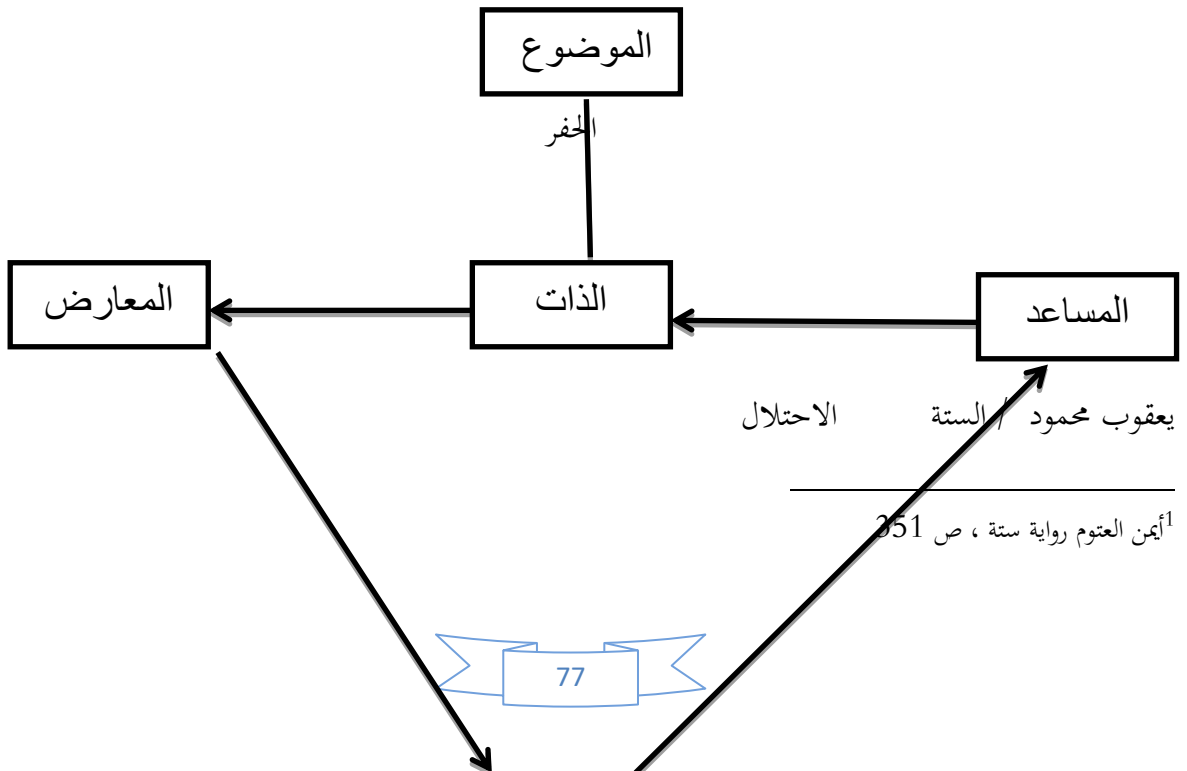 الموضوع
الحفر
المساعد الذات المعارض
يعقوب محمود / الستة الاحتلال
1أيمن العتوم رواية ستة ، ص 351
77